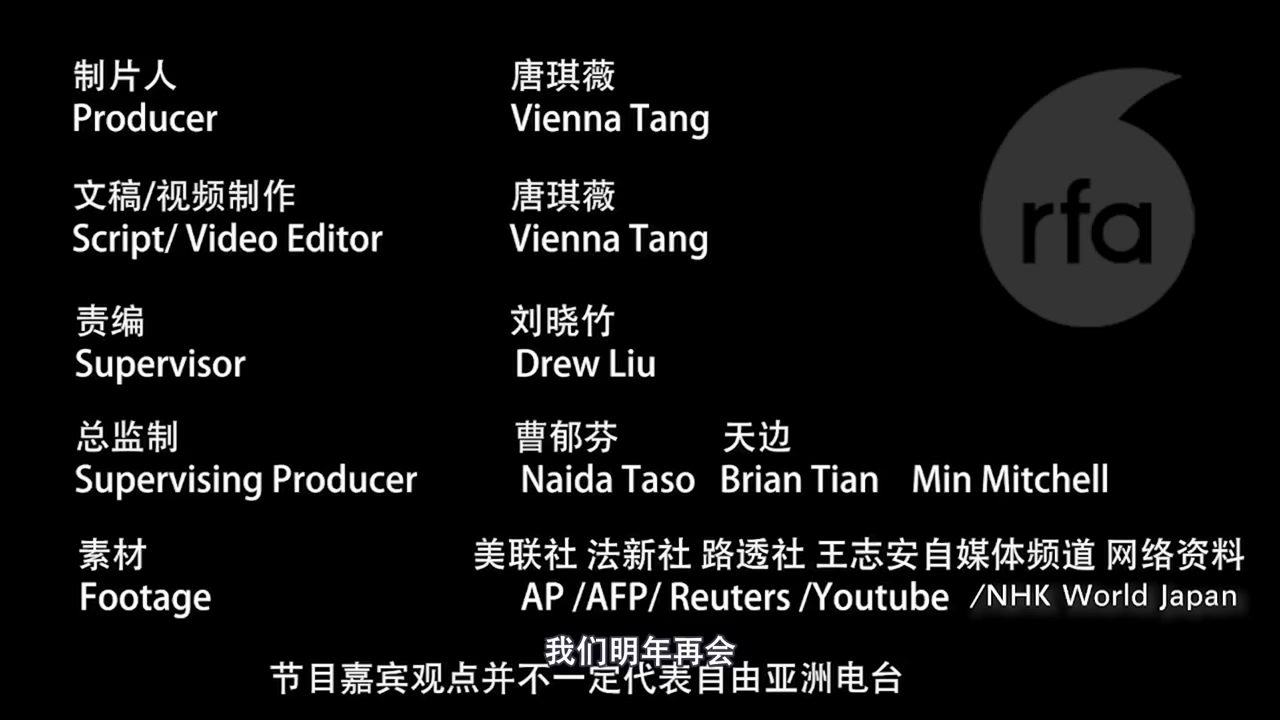 制片人 唐琪薇
Producer Vienna Tang
文稿/视频制作 唐琪薇
Script/ Video Editor Vienna Tang
rfa
责编 刘晓竹
Supervisor Drew Liu
总监制 曹郁芬 天边
Supervising Producer Naida Taso Brian Tian Min Mitchell
素材 美联社 法新社 路透社 王志安自媒体频道 网络资料
Footage AP /AFP/ Reuters /Youtube /NHK World Japan
我们明年再会
节目嘉宾观点并不一定代表自由亚洲电台